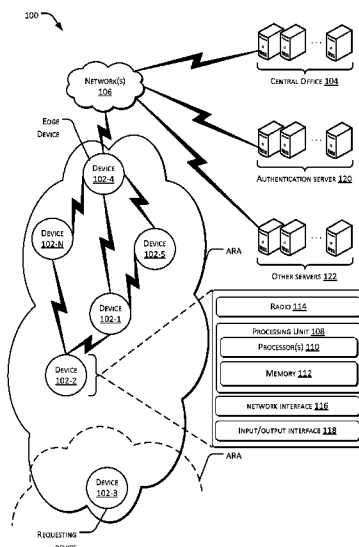 100
NETWORK(S)
106
CENTRAL OFFICE 104
EDGE
DEVICE
DEVICE
102-4
AUTHENTICATION SERVER 120
DEVICE
102-N
DEVICE
102-5
ARA
OTHER SERVERS 122
DEVICE
102-1
RADIO 114
PROCESSING UNIT 108
PROCESSOR(S)
110
DEVICE
102-2
MEMORY
112
NETWORK INTERFACE
116
INPUT/OUTPUT INTERFACE
118
ARA
DEVICE
102-3
REQUESTING